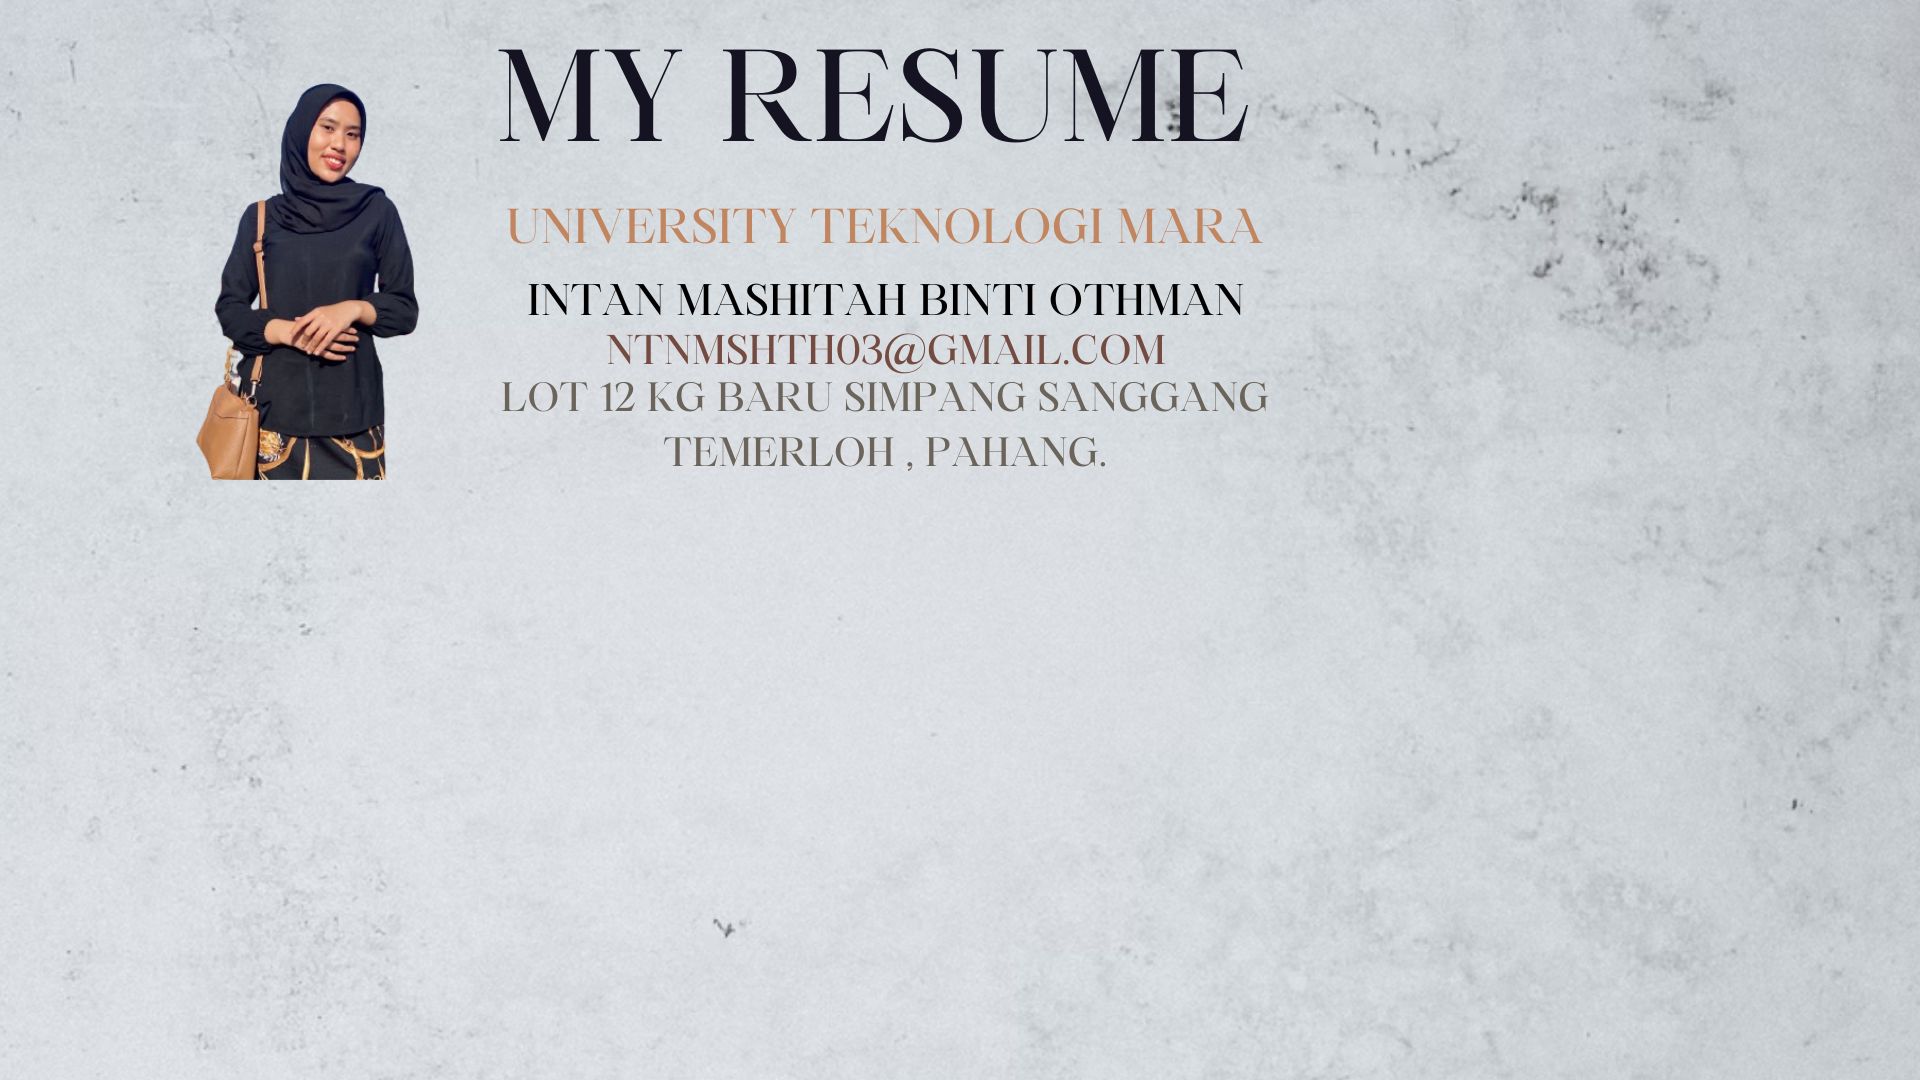 MY RESUME
UNIVERSITY TEKNOLOGI MARA
INTAN MASHITAH BINTI OTHMAN
NTNMSHTH03@GMAIL.COM
LOT 12 KG BARU SIMPANG SANGGANG
TEMERLOH , PAHANG.